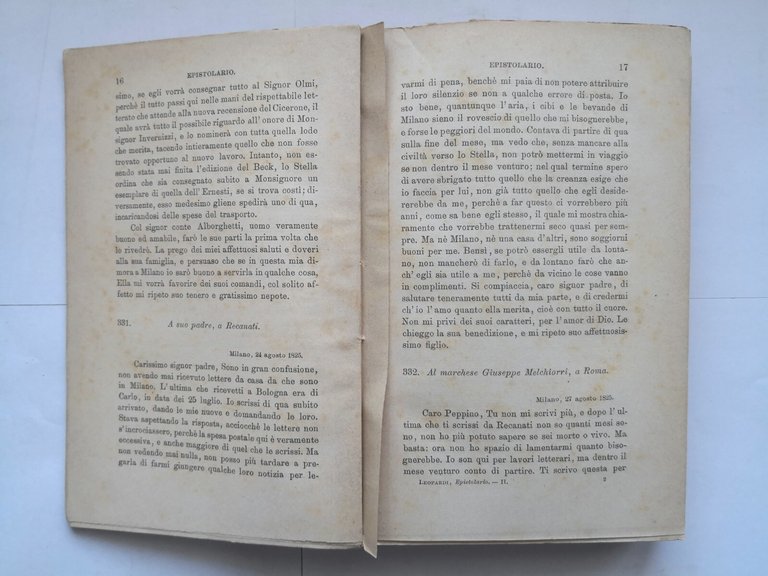 16
EPISTOLARIO.
simo, se egli vorrà consegnar tutto al Signor Olmi,
perchè il tutto passi qui nelle mani del rispettabile let-
terato che attende alla nuova recensione del Cicerone, il
quale avrà tutto il possibile riguardo all'onore di Mon-
signor Invernizzi, e lo nominerà con tutta quella lode
che merita, tacendo intieramente quello che non fosse
trovato opportuno al nuovo lavoro. Intanto, non es-
sendo stata mai finita l'edizione del Beck, lo Stella
ordina che sia consegnato subito a Monsignore un
esemplare di quella dell'Ernesti, se si trova costì; di-
versamente, esso medesimo gliene spedirà uno di qua,
incaricandosi delle spese del trasporto.
Col signor conte Alborghetti, uomo veramente
buono ed amabile, farò le sue parti la prima volta che
le rivedrò. La prego dei miei affettuosi saluti e doveri
alla sua famiglia, e persuaso che se in questa mia di-
mora a Milano io sarò buono a servirla in qualche cosa,
Ella mi vorrà favorire dei suoi comandi, col solito af-
fetto mi ripeto suo tenero e gratissimo nepote.
331.
A suo padre, a Recanati.
Milano, 24 agosto 1825.
Carissimo signor padre, Sono in gran confusione,
non avendo mai ricevuto lettere da casa da che sono
in Milano. L'ultima che ricevetti a Bologna era di
Carlo, in data dei 25 luglio. Io scrissi di qua subito
arrivato, dando le mie nuove e domandando le loro.
Stava aspettando la risposta, acciocchè le lettere non
s'incrociassero, perchè la spesa postale qui è veramente
eccessiva, e anche maggiore di quel che le scrissi. Ma
non vedendo mai nulla, non posso più tardare a pre-
garia di farmi giungere qualche loro notizia per le-
EPISTOLARIO.
17
varmi di pena, benchè mi paia di non potere attribuire
il loro silenzio se non a qualche errore di posta. Io
sto bene, quantunque l'aria, i cibi e le bevande di
Milano sieno il rovescio di quello che mi bisognerebbe,
e forse le peggiori del mondo. Contava di partire di qua
sulla fine del mese, ma vedo che, senza mancare alla
civiltà verso lo Stella, non potrò mettermi in viaggio
se non dentro il mese venturo; nel qual termine spero
di avere sbrigato tutto quello che la creanza esige che
io faccia per lui, non già tutto quello che egli deside-
rerebbe da me, perchè a far questo ci vorrebbero più
anni, come sa bene egli stesso, il quale mi mostra chiara-
mente che vorrebbe trattenermi seco quasi per sem-
pre. Ma nè Milano, nè una casa d'altri, sono soggiorni
buoni per me. Bensì, se potrò essergli utile da lonta-
no, non mancherò di farlo, e da lontano farò che an-
ch'egli sia utile a me, perchè da vicino le cose vanno
in complimenti. Si compiaccia, caro signor padre, di
salutare teneramente tutti da mia parte, e di credermi
ch'io l'amo quanto ella merita, cioè con tutto il cuore.
Non mi privi dei suoi caratteri, per l'amor di Dio. Le
chieggo la sua benedizione, e mi ripeto suo affettuosis-
simo figlio.
332. Al marchese Giuseppe Melchiorri, a Roma.
Milano, 27 agosto 1825.
Caro Peppino, Tu non mi scrivi più, e dopo l'ul-
tima che ti scrissi da Recanati non so quanti mesi so-
no, non ho più potuto sapere se sei morto o vivo. Ma
basta: ora non ho spazio di lamentarmi quanto biso-
gnerebbe. Io son qui per lavori letterari, ma dentro il
mese venturo conto di partire. Ti scrivo questa per
LEOPARDI, Epistolario. — II.
2